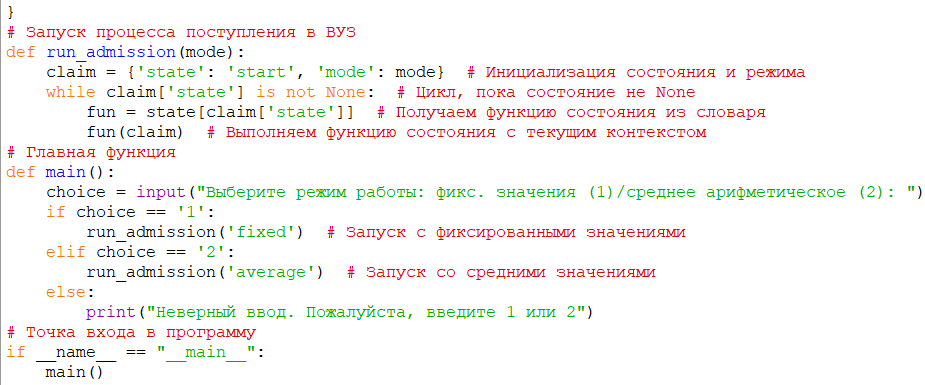 }
# Запуск процесса поступления в ВУЗ
def run_admission(mode):
    claim = {'state': 'start', 'mode': mode}  # Инициализация состояния и режима
    while claim['state'] is not None:  # Цикл, пока состояние не None
        fun = state[claim['state']]  # Получаем функцию состояния из словаря
        fun(claim)  # Выполняем функцию состояния с текущим контекстом
# Главная функция
def main():
    choice = input("Выберите режим работы: фикс. значения (1)/среднее арифметическое (2): ")
    if choice == '1':
        run_admission('fixed')  # Запуск с фиксированными значениями
    elif choice == '2':
        run_admission('average')  # Запуск со средними значениями
    else:
        print("Неверный ввод. Пожалуйста, введите 1 или 2")
# Точка входа в программу
if __name__ == "__main__":
    main()